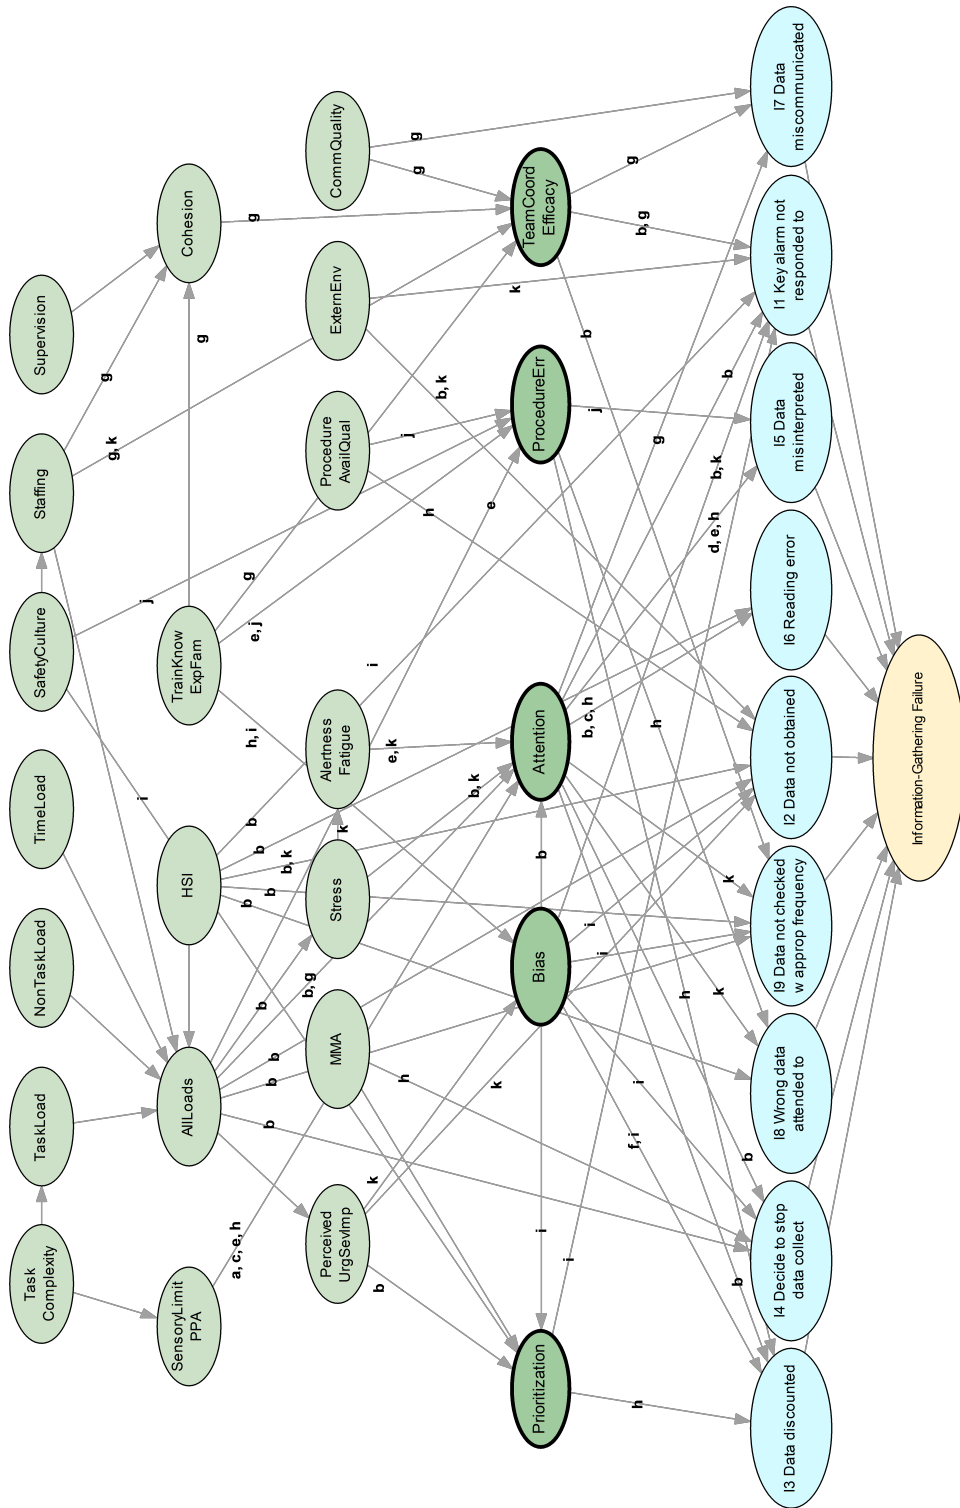 Task
Complexity
TaskLoad
NonTaskLoad
TimeLoad
SafetyCulture
Staffing
Supervision
SensoryLimit
PPA
AllLoads
HSI
TrainKnow
ExpFam
Cohesion
Perceived
UrgSevImp
MMA
Stress
Alertness
Fatigue
Procedure
AvailQual
ExternEnv
CommQuality
Prioritization
Bias
Attention
ProcedureErr
TeamCoord
Efficacy
I3 Data discounted
I4 Decide to stop
data collect
I8 Wrong data
attended to
I9 Data not checked
w approp frequency
I2 Data not obtained
I6 Reading error
I5 Data
misinterpreted
I1 Key alarm not
responded to
I7 Data
miscommunicated
Information-Gathering Failure
a, c, e, h
b
b
b
b
b
b, g
b, k
b
b
b
b
h, i
i
j
e, j
g
g
g
g, k
g
g
g
j
h
b, k
k
e
i
e, k
k
b, k
k
k
h
b
i
i
h
i
i
i
f, i
b
b
h
k
k
b, c, h
h
d, e, h
b, k
b
g
j
b
b, g
g